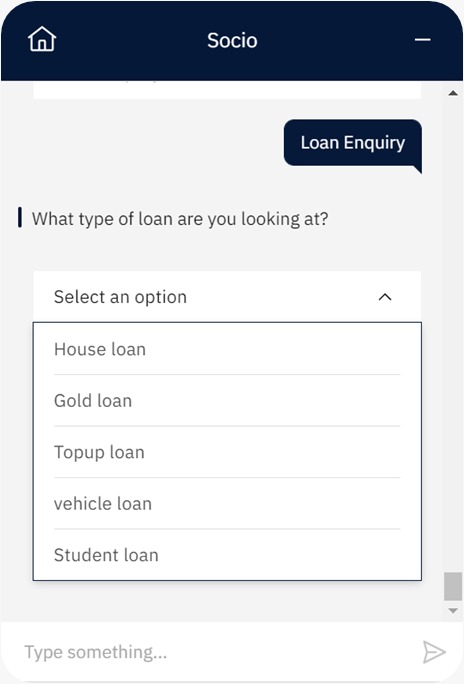 Socio
Loan Enquiry
What type of loan are you looking at?
Select an option
House loan
Gold loan
Topup loan
vehicle loan
Student loan
Type something...